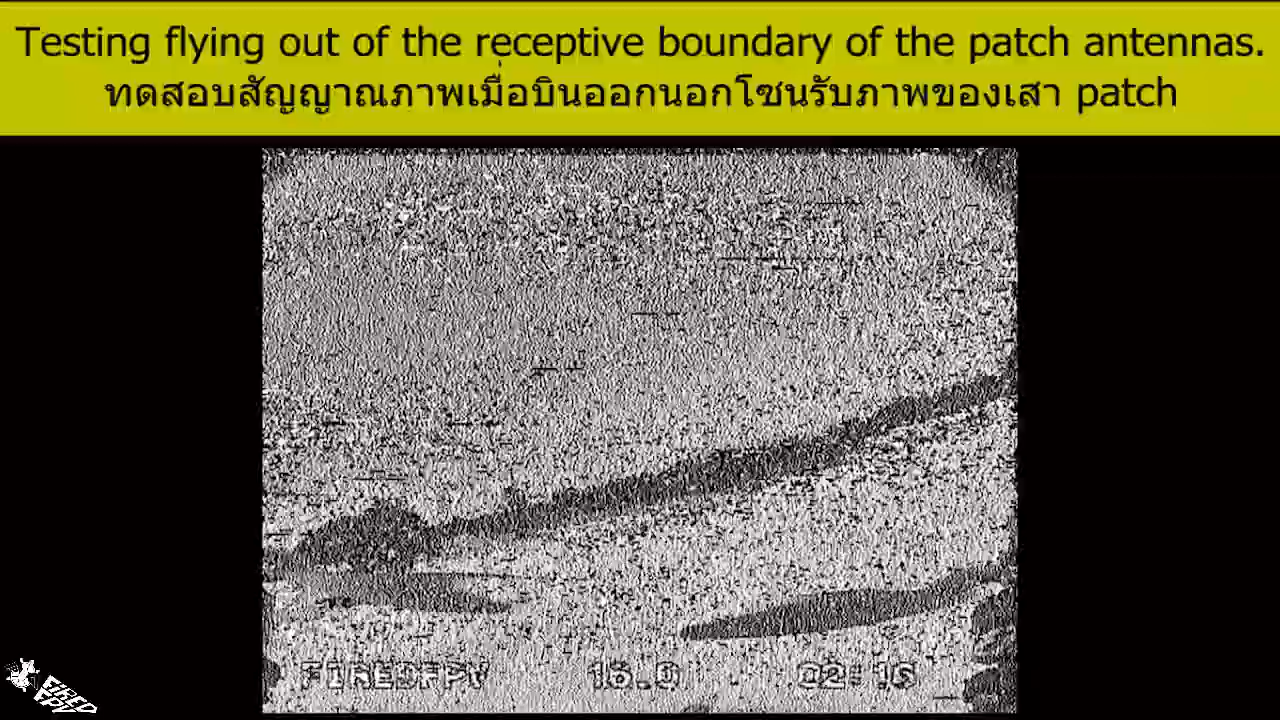 Testing flying out of the receptive boundary of the patch antennas.
ทดสอบสัญญาณภาพเมื่อบินออกนอกโซนรับภาพของเสา patch
FIREDFPV 16.0 02:16
FIRED
FPV